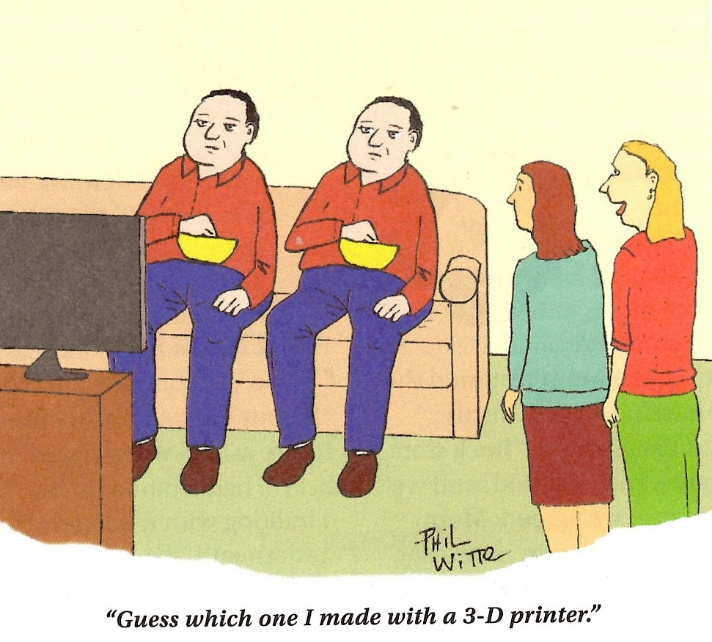 PHIL
WITTE
“Guess which one I made with a 3-D printer.”